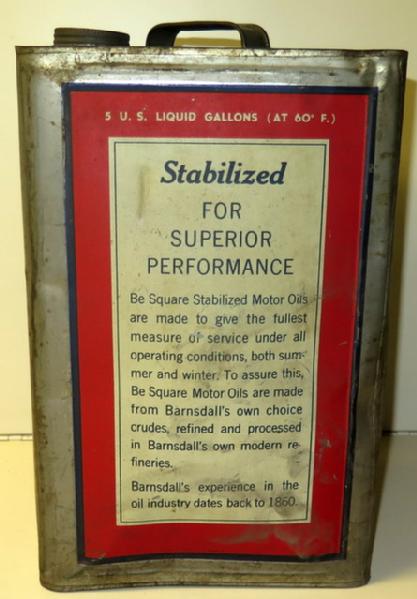 5 U. S. LIQUID GALLONS (AT 60° F.)
Stabilized
FOR
SUPERIOR
PERFORMANCE
Be Square Stabilized Motor Oils
are made to give the fullest
measure of service under all
operating conditions, both sum-
mer and winter. To assure this,
Be Square Motor Oils are made
from Barnsdall's own choice
crudes, refined and processed
in Barnsdall's own modern re-
fineries.
Barnsdall's experience in the
oil industry dates back to 1860.